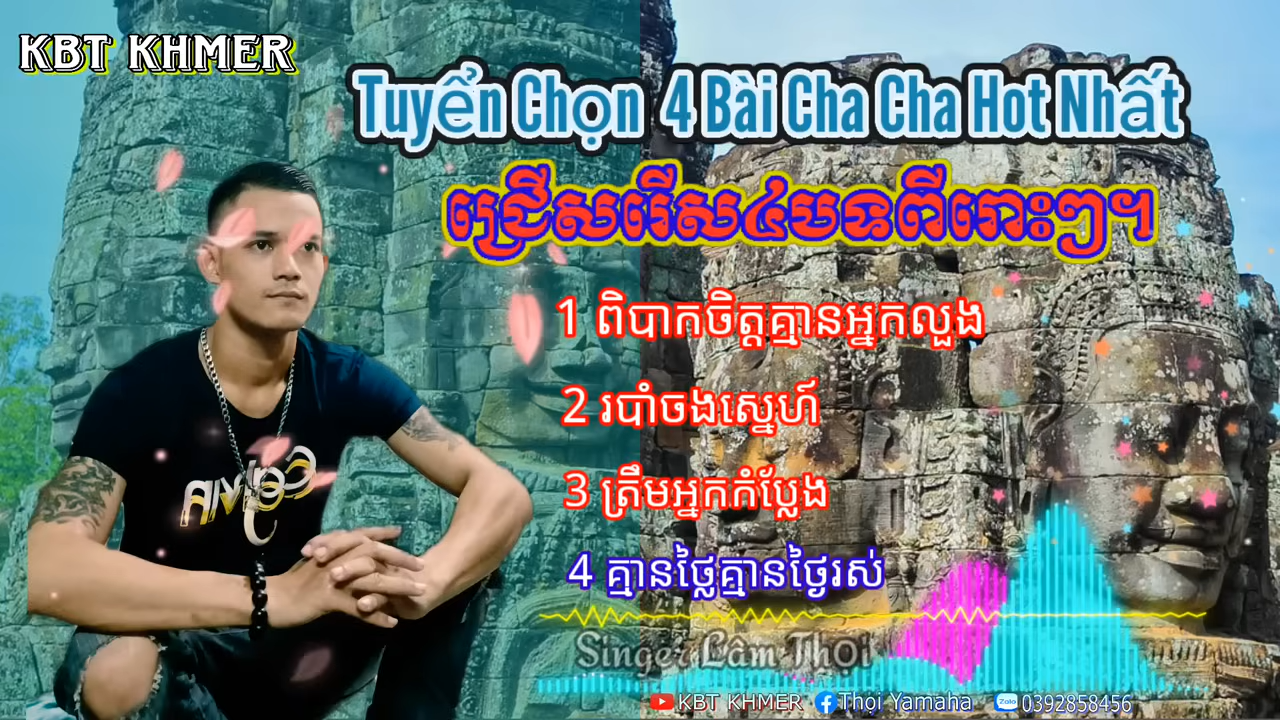 KBT KHMER
Tuyển Chọn 4 Bài Cha Cha Hot Nhất
ជ្រើសរើស៤បទពីរោះៗ។
1 ពិបាកចិត្តគ្មានអ្នកលួង
2 របាំចងស្នេហ៍
3 ត្រឹមអ្នកកំប្លែង
4 គ្មានថ្លៃគ្មានថ្ងៃរស់
Singer Lâm Thoi
KBT KHMER Thọi Yamaha Zalo 0392858456